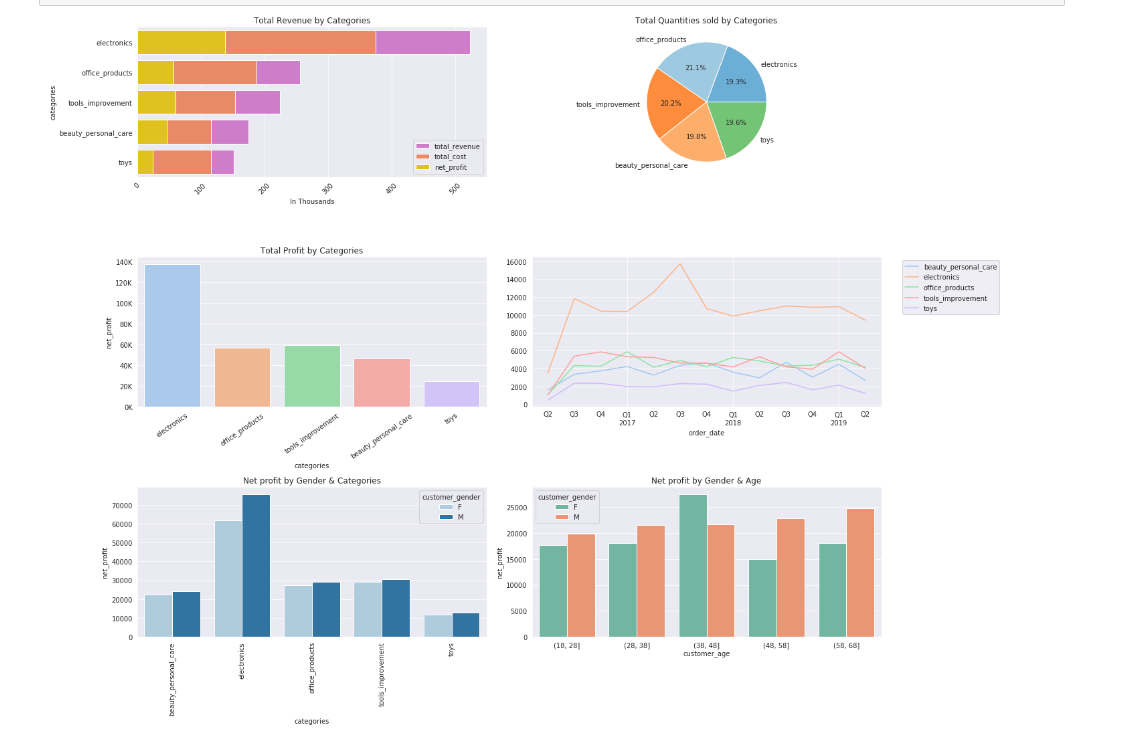 Total Revenue by Categories
categories
electronics
office_products
tools_improvement
beauty_personal_care
toys
total_revenue
total_cost
net_profit
0
100
200
300
400
500
In Thousands
Total Quantities sold by Categories
office_products
electronics
tools_improvement
beauty_personal_care
toys
21.1%
19.3%
20.2%
19.8%
19.6%
Total Profit by Categories
net_profit
140K
120K
100K
80K
60K
40K
20K
0K
electronics
office_products
tools_improvement
beauty_personal_care
toys
categories
16000
14000
12000
10000
8000
6000
4000
2000
0
Q2 Q3 Q4 Q1 Q2 Q3 Q4 Q1 Q2 Q3 Q4 Q1 Q2
2017 2018 2019
order_date
beauty_personal_care
electronics
office_products
tools_improvement
toys
Net profit by Gender & Categories
net_profit
70000
60000
50000
40000
30000
20000
10000
0
customer_gender
F
M
beauty_personal_care
electronics
office_products
tools_improvement
toys
categories
Net profit by Gender & Age
net_profit
25000
20000
15000
10000
5000
0
customer_gender
F
M
(18, 28] (28, 38] (38, 48] (48, 58] (58, 68]
customer_age